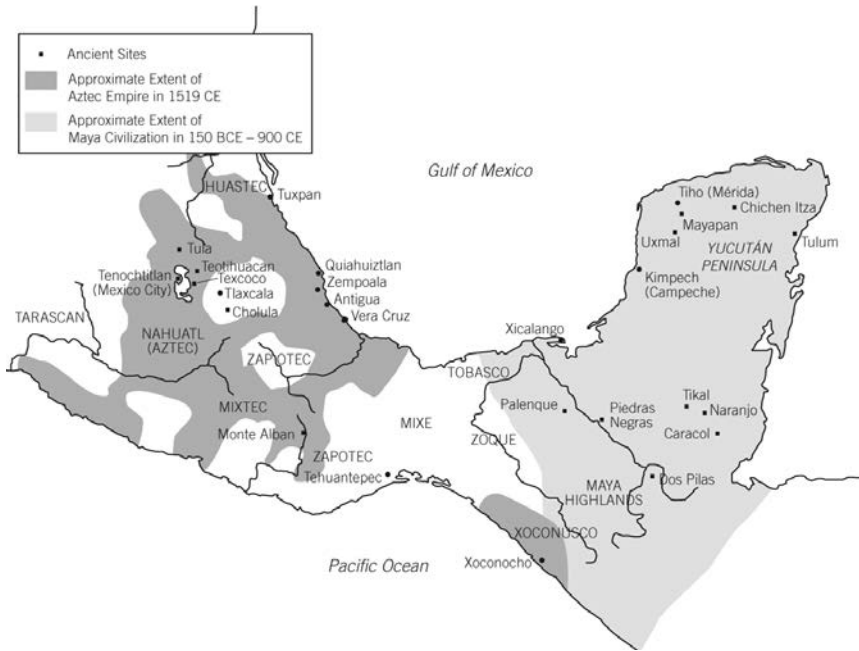 Ancient Sites
Approximate Extent of
Aztec Empire in 1519 CE
Approximate Extent of
Maya Civilization in 150 BCE – 900 CE
Gulf of Mexico
HUASTEC
Tuxpan
Tiho (Mérida)
Chichen Itza
Mayapan
Uxmal
YUCUTÁN
PENINSULA
Tulum
Tula
Teotihuacan
Tenochtitlan
(Mexico City)
Texcoco
Tlaxcala
Cholula
Quiahuiztlan
Zempoala
Antigua
Vera Cruz
Kimpech
(Campeche)
TARASCAN
NAHUATL
(AZTEC)
ZAPIOTEC
Xicalango
TOBASCO
MIXTEC
Monte Alban
MIXE
Palenque
Piedras
Negras
Tikal
Naranjo
Caracol
ZOQUE
ZAPOTEC
Tehuantepec
MAYA
HIGHLANDS
Dos Pilas
XOCONUSCO
Xoconocho
Pacific Ocean